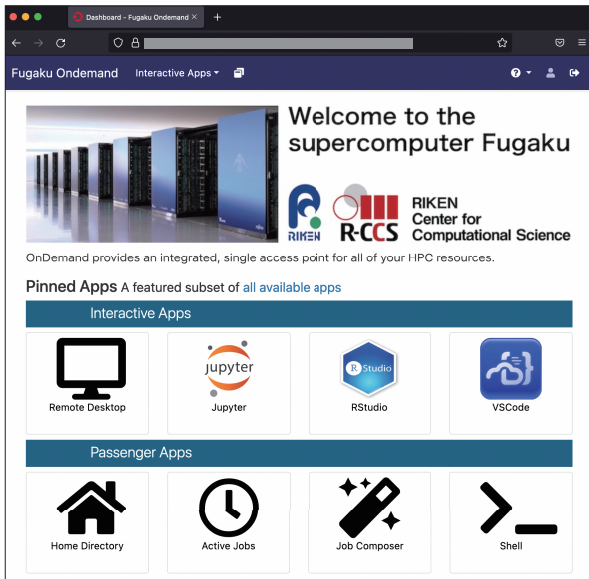 Dashboard - Fugaku Ondemand
Fugaku Ondemand Interactive Apps
Welcome to the
supercomputer Fugaku
RIKEN
R-CCS
RIKEN
Center for
Computational Science
OnDemand provides an integrated, single access point for all of your HPC resources.
Pinned Apps A featured subset of all available apps
Interactive Apps
Remote Desktop
jupyter
Jupyter
R Studio
RStudio
VSCode
Passenger Apps
Home Directory
Active Jobs
Job Composer
Shell